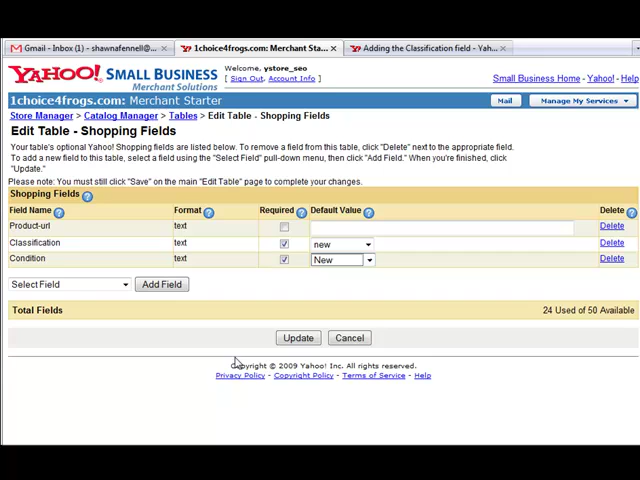 Gmail - Inbox (1) - shawnafennell@... × 1choice4frogs.com: Merchant Sta... × Adding the Classification field - Yah... ×
YAHOO! SMALL BUSINESS
Merchant Solutions
Welcome, ystore_seo
[ Sign Out, Account Info ]
Small Business Home - Yahoo! - Help
1choice4frogs.com: Merchant Starter
Mail Manage My Services
Store Manager > Catalog Manager > Tables > Edit Table - Shopping Fields
Edit Table - Shopping Fields
Your table's optional Yahoo! Shopping fields are listed below. To remove a field from this table, click "Delete" next to the appropriate field.
To add a new field to this table, select a field using the "Select Field" pull-down menu, then click "Add Field." When you're finished, click
"Update."
Please note: You must still click "Save" on the main "Edit Table" page to complete your changes.
Shopping Fields ?
Field Name ? Format ? Required ? Default Value ? Delete ?
Product-url text Delete
Classification text new Delete
Condition text New Delete
Select Field Add Field
Total Fields 24 Used of 50 Available
Update Cancel
Copyright © 2009 Yahoo! Inc. All rights reserved.
Privacy Policy - Copyright Policy - Terms of Service - Help